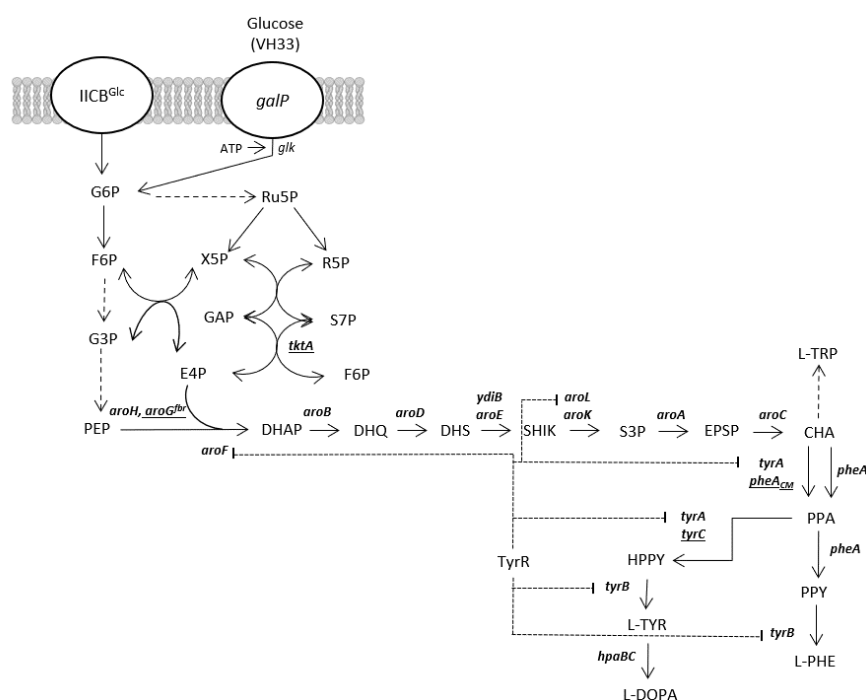 Glucose
(VH33)
IICB^Glc
galP
ATP
glk
G6P
Ru5P
F6P
X5P
R5P
GAP
S7P
G3P
tktA
L-TRP
E4P
F6P
ydiB
aroL
aroH, aroG^fbr
aroB
aroD
aroE
aroK
aroA
aroC
PEP
DHAP
DHQ
DHS
SHIK
S3P
EPSP
CHA
aroF
tyrA
pheA
pheA_CM
tyrA
PPA
tyrC
pheA
TyrR
HPPY
tyrB
PPY
L-TYR
tyrB
hpaBC
L-PHE
L-DOPA